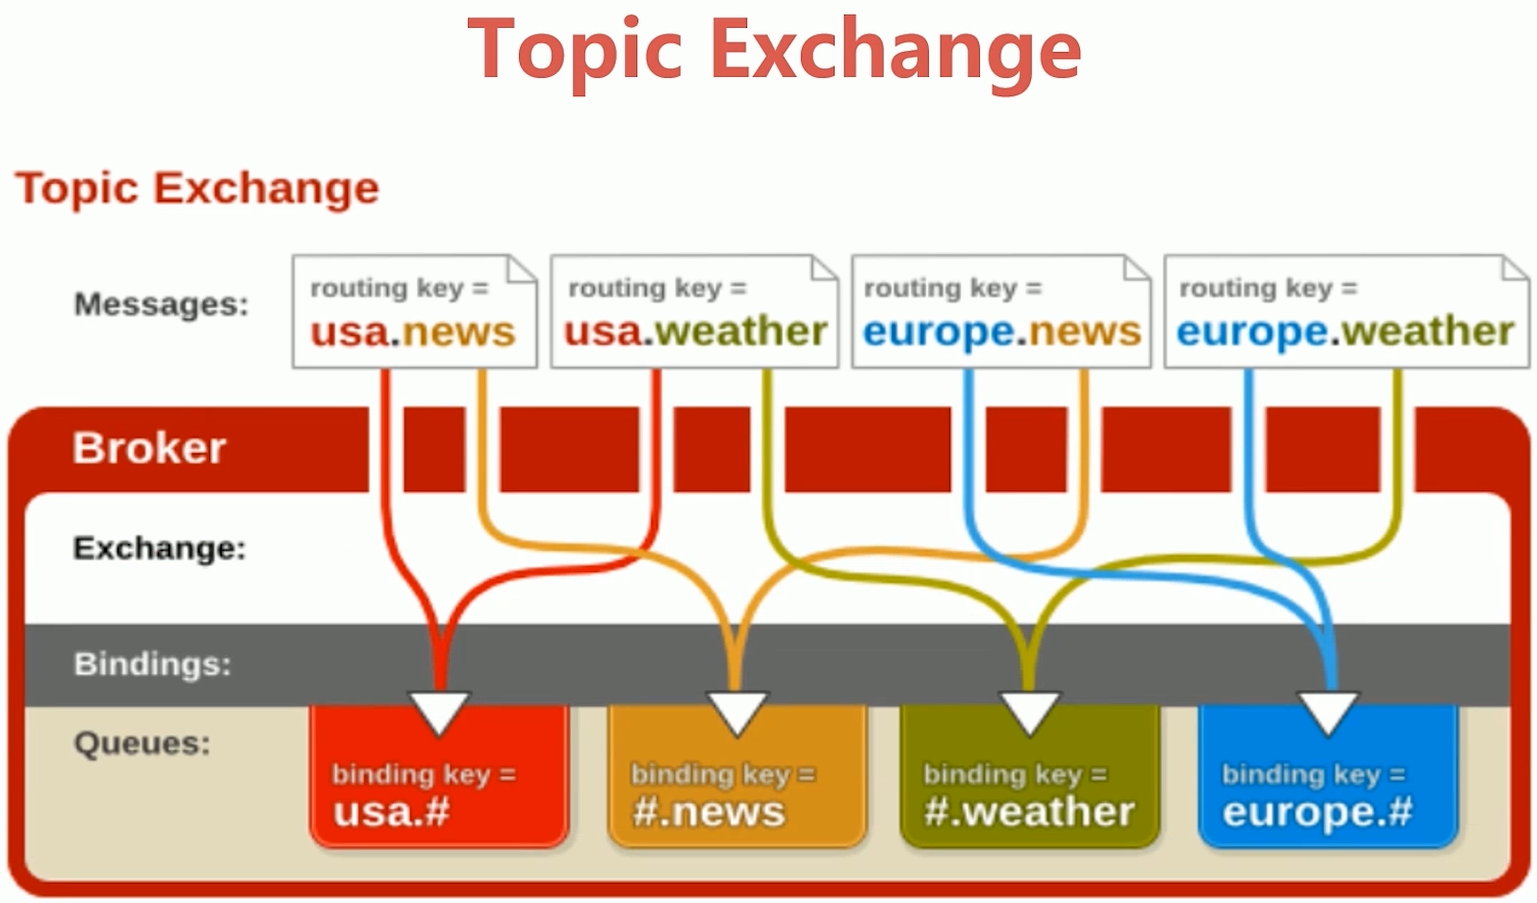 Topic Exchange
Topic Exchange
Messages:
routing key =
usa.news
routing key =
usa.weather
routing key =
europe.news
routing key =
europe.weather
Broker
Exchange:
Bindings:
Queues:
binding key =
usa.#
binding key =
#.news
binding key =
#.weather
binding key =
europe.#